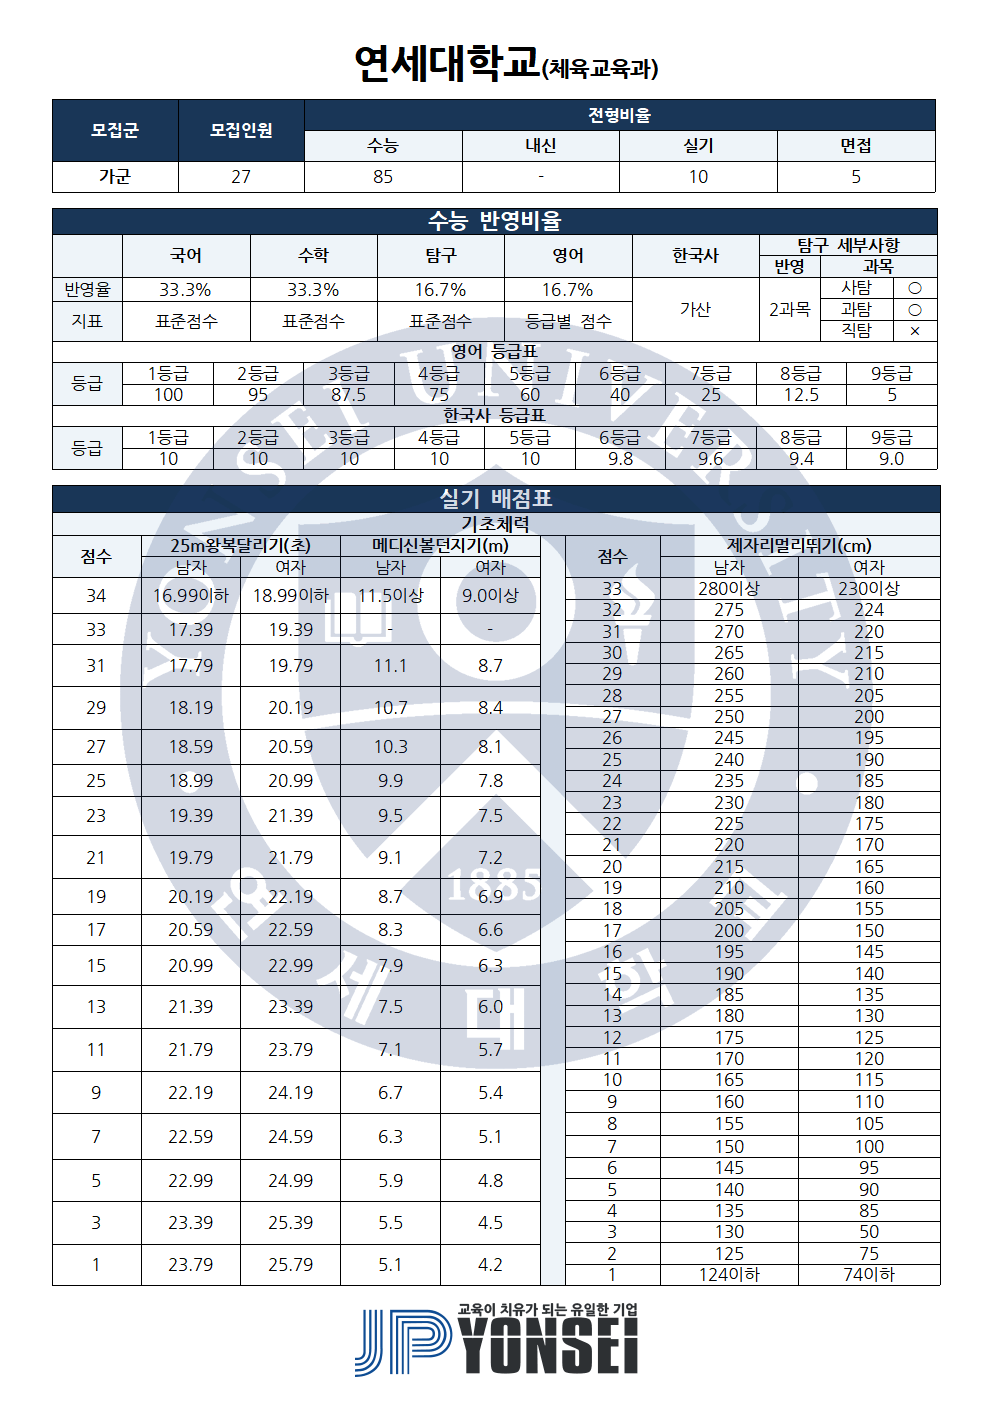 연세대학교(체육교육과)
모집군 모집인원 전형비율
수능 내신 실기 면접
가군 27 85 - 10 5
수능 반영비율
국어 수학 탐구 영어 한국사 탐구 세부사항
반영 과목
반영율 33.3% 33.3% 16.7% 16.7% 가산 2과목 사탐 ○
지표 표준점수 표준점수 표준점수 등급별 점수 과탐 ○
직탐 ×
영어 등급표
등급 1등급 2등급 3등급 4등급 5등급 6등급 7등급 8등급 9등급
100 95 87.5 75 60 40 25 12.5 5
한국사 등급표
등급 1등급 2등급 3등급 4등급 5등급 6등급 7등급 8등급 9등급
10 10 10 10 10 9.8 9.6 9.4 9.0
실기 배점표
기초체력
점수 25m왕복달리기(초) 메디신볼던지기(m)
남자 여자 남자 여자
34 16.99이하 18.99이하 11.5이상 9.0이상
33 17.39 19.39 - -
31 17.79 19.79 11.1 8.7
29 18.19 20.19 10.7 8.4
27 18.59 20.59 10.3 8.1
25 18.99 20.99 9.9 7.8
23 19.39 21.39 9.5 7.5
21 19.79 21.79 9.1 7.2
19 20.19 22.19 8.7 6.9
17 20.59 22.59 8.3 6.6
15 20.99 22.99 7.9 6.3
13 21.39 23.39 7.5 6.0
11 21.79 23.79 7.1 5.7
9 22.19 24.19 6.7 5.4
7 22.59 24.59 6.3 5.1
5 22.99 24.99 5.9 4.8
3 23.39 25.39 5.5 4.5
1 23.79 25.79 5.1 4.2
점수 제자리멀리뛰기(cm)
남자 여자
33 280이상 230이상
32 275 224
31 270 220
30 265 215
29 260 210
28 255 205
27 250 200
26 245 195
25 240 190
24 235 185
23 230 180
22 225 175
21 220 170
20 215 165
19 210 160
18 205 155
17 200 150
16 195 145
15 190 140
14 185 135
13 180 130
12 175 125
11 170 120
10 165 115
9 160 110
8 155 105
7 150 100
6 145 95
5 140 90
4 135 85
3 130 50
2 125 75
1 124이하 74이하
YONSEI UNIVERSITY
1885
연세대학교
교육이 치유가 되는 유일한 기업
JP YONSEI